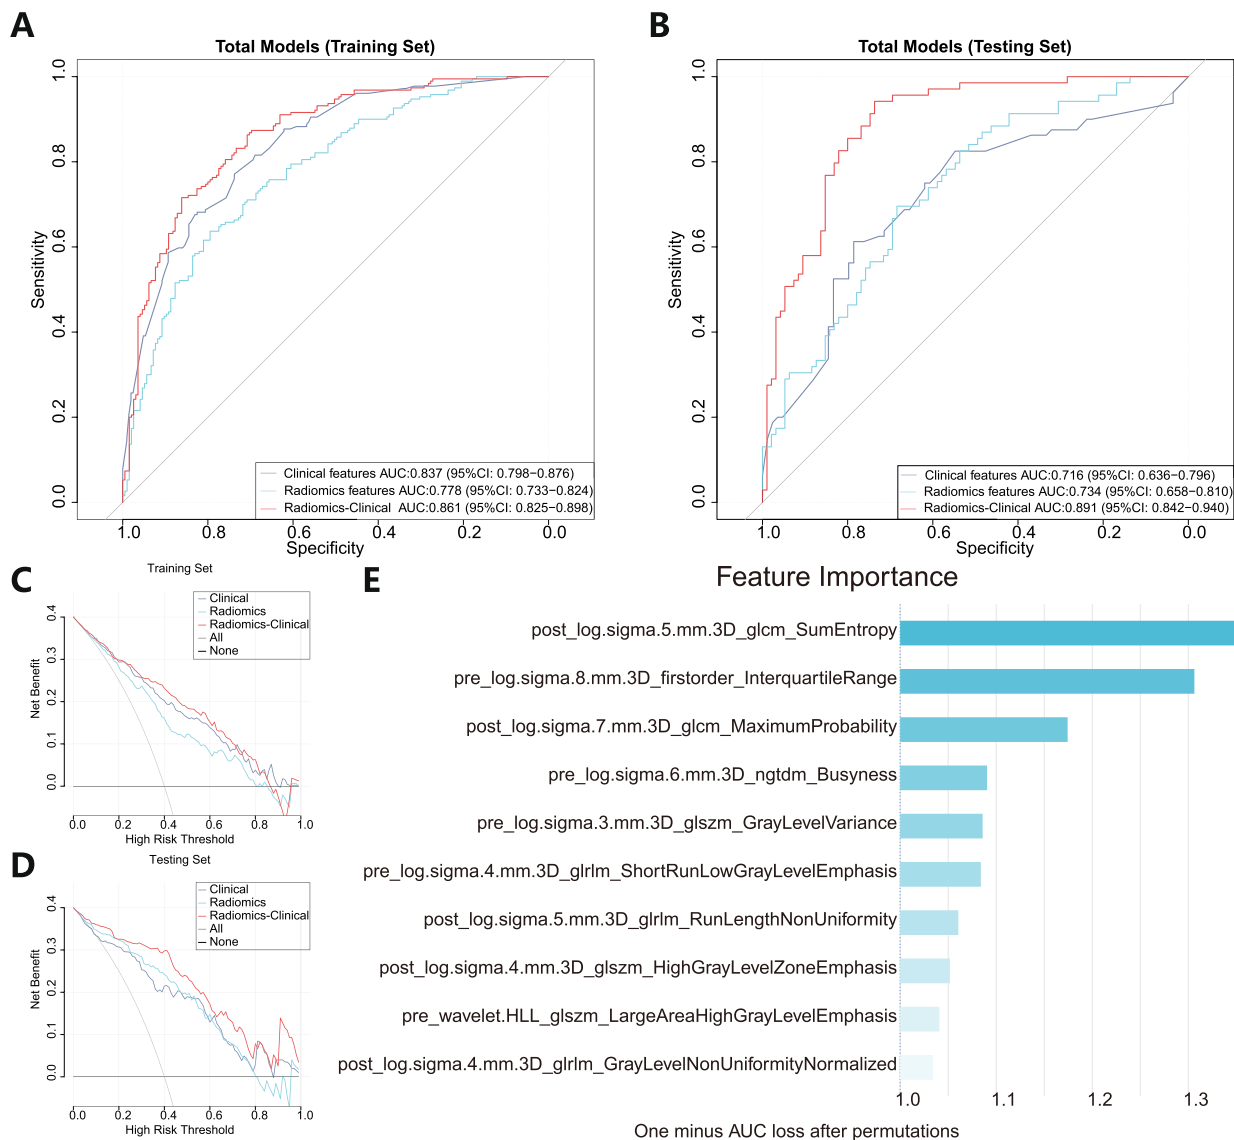 A
Total Models (Training Set)
1.0
0.8
0.6
0.4
0.2
0.0
Sensitivity
Clinical features AUC:0.837 (95%CI: 0.798−0.876)
Radiomics features AUC:0.778 (95%CI: 0.733−0.824)
Radiomics-Clinical AUC:0.861 (95%CI: 0.825−0.898)
1.0 0.8 0.6 0.4 0.2 0.0
Specificity
B
Total Models (Testing Set)
1.0
0.8
0.6
0.4
0.2
0.0
Sensitivity
Clinical features AUC:0.716 (95%CI: 0.636−0.796)
Radiomics features AUC:0.734 (95%CI: 0.658−0.810)
Radiomics-Clinical AUC:0.891 (95%CI: 0.842−0.940)
1.0 0.8 0.6 0.4 0.2 0.0
Specificity
C
Training Set
Clinical
Radiomics
Radiomics-Clinical
All
None
0.4
0.3
0.2
0.1
0.0
Net Benefit
0.0 0.2 0.4 0.6 0.8 1.0
High Risk Threshold
D
Testing Set
Clinical
Radiomics
Radiomics-Clinical
All
None
0.4
0.3
0.2
0.1
0.0
Net Benefit
0.0 0.2 0.4 0.6 0.8 1.0
High Risk Threshold
E
Feature Importance
post_log.sigma.5.mm.3D_glcm_SumEntropy
pre_log.sigma.8.mm.3D_firstorder_InterquartileRange
post_log.sigma.7.mm.3D_glcm_MaximumProbability
pre_log.sigma.6.mm.3D_ngtdm_Busyness
pre_log.sigma.3.mm.3D_glszm_GrayLevelVariance
pre_log.sigma.4.mm.3D_glrlm_ShortRunLowGrayLevelEmphasis
post_log.sigma.5.mm.3D_glrlm_RunLengthNonUniformity
post_log.sigma.4.mm.3D_glszm_HighGrayLevelZoneEmphasis
pre_wavelet.HLL_glszm_LargeAreaHighGrayLevelEmphasis
post_log.sigma.4.mm.3D_glrlm_GrayLevelNonUniformityNormalized
1.0 1.1 1.2 1.3
One minus AUC loss after permutations